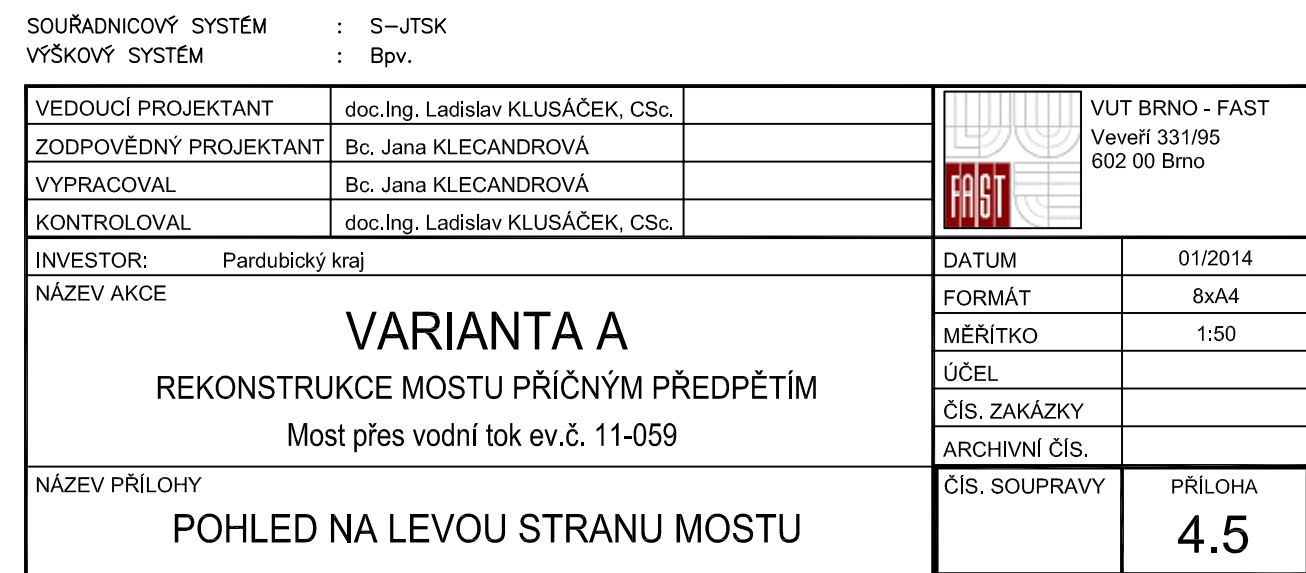 SOUŘADNICOVÝ SYSTÉM : S-JTSK
VÝŠKOVÝ SYSTÉM : Bpv.
VEDOUCÍ PROJEKTANT doc.Ing. Ladislav KLUSÁČEK, CSc.
ZODPOVĚDNÝ PROJEKTANT Bc. Jana KLECANDROVÁ
VYPRACOVAL Bc. Jana KLECANDROVÁ
KONTROLOVAL doc.Ing. Ladislav KLUSÁČEK, CSc.
FAST
VUT BRNO - FAST
Veveří 331/95
602 00 Brno
INVESTOR: Pardubický kraj
NÁZEV AKCE
VARIANTA A
REKONSTRUKCE MOSTU PŘÍČNÝM PŘEDPĚTÍM
Most přes vodní tok ev.č. 11-059
DATUM 01/2014
FORMÁT 8xA4
MĚŘÍTKO 1:50
ÚČEL
ČÍS. ZAKÁZKY
ARCHIVNÍ ČÍS.
NÁZEV PŘÍLOHY
POHLED NA LEVOU STRANU MOSTU
ČÍS. SOUPRAVY
PŘÍLOHA
4.5